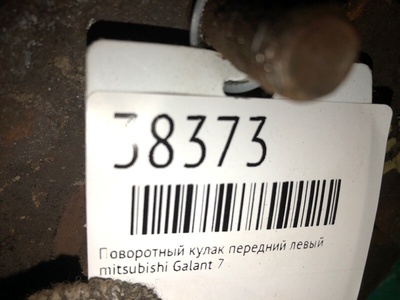 38373
Поворотный кулак передний левый
mitsubishi Galant 7